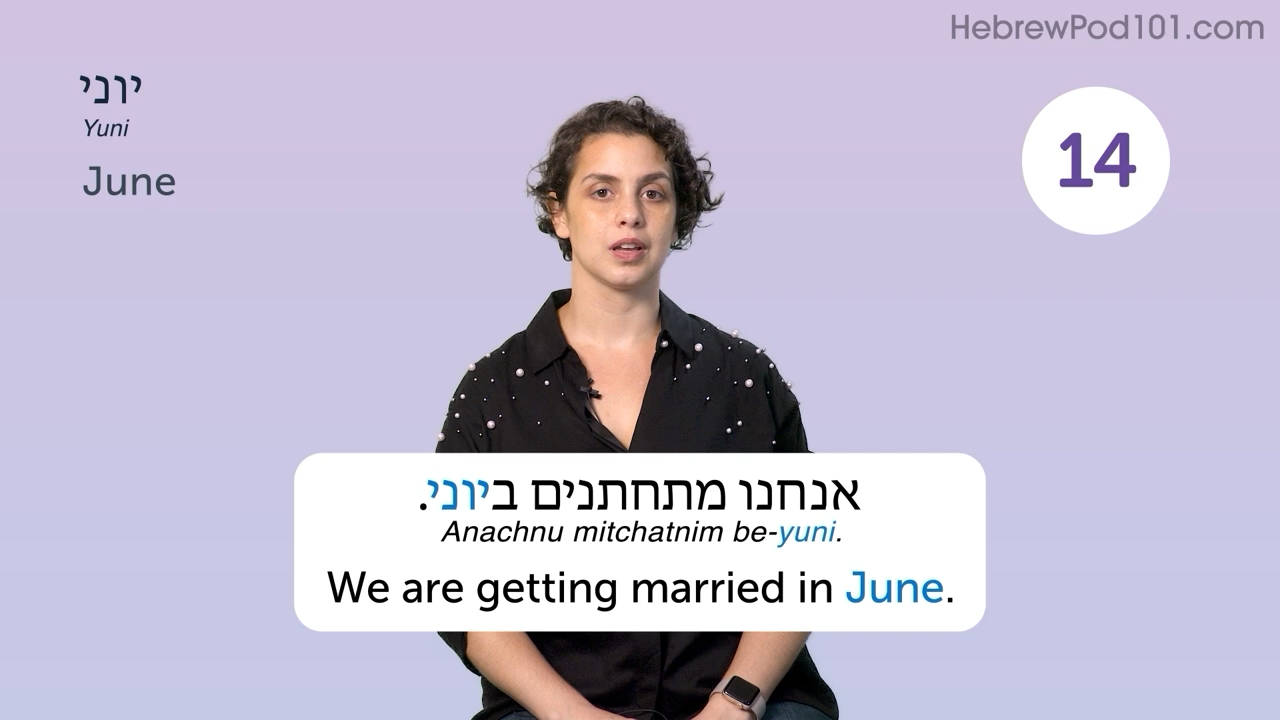 HebrewPod101.com
יוני
Yuni
June
14
אנחנו מתחתנים ביוני.
Anachnu mitchatnim be-yuni.
We are getting married in June.